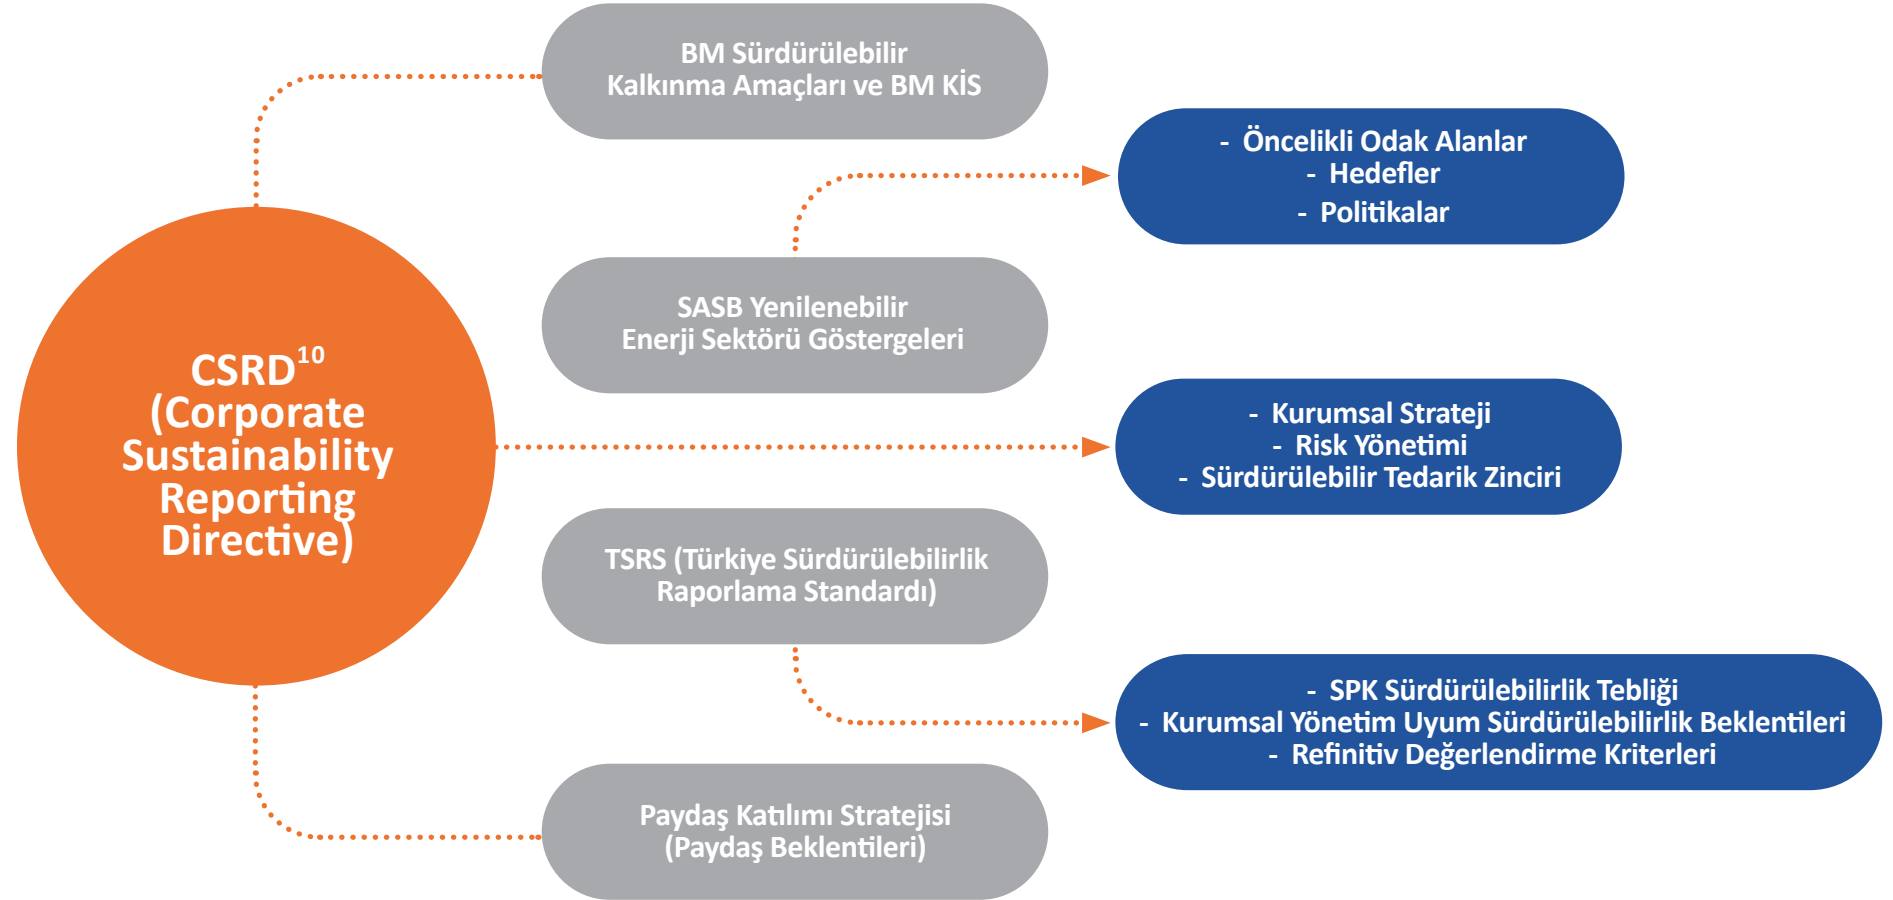 CSRD10
(Corporate
Sustainability
Reporting
Directive)
BM Sürdürülebilir
Kalkınma Amaçları ve BM KİS
SASB Yenilenebilir
Enerji Sektörü Göstergeleri
TSRS (Türkiye Sürdürülebilirlik
Raporlama Standardı)
Paydaş Katılımı Stratejisi
(Paydaş Beklentileri)
- Öncelikli Odak Alanlar
- Hedefler
- Politikalar
- Kurumsal Strateji
- Risk Yönetimi
- Sürdürülebilir Tedarik Zinciri
- SPK Sürdürülebilirlik Tebliği
- Kurumsal Yönetim Uyum Sürdürülebilirlik Beklentileri
- Refinitiv Değerlendirme Kriterleri